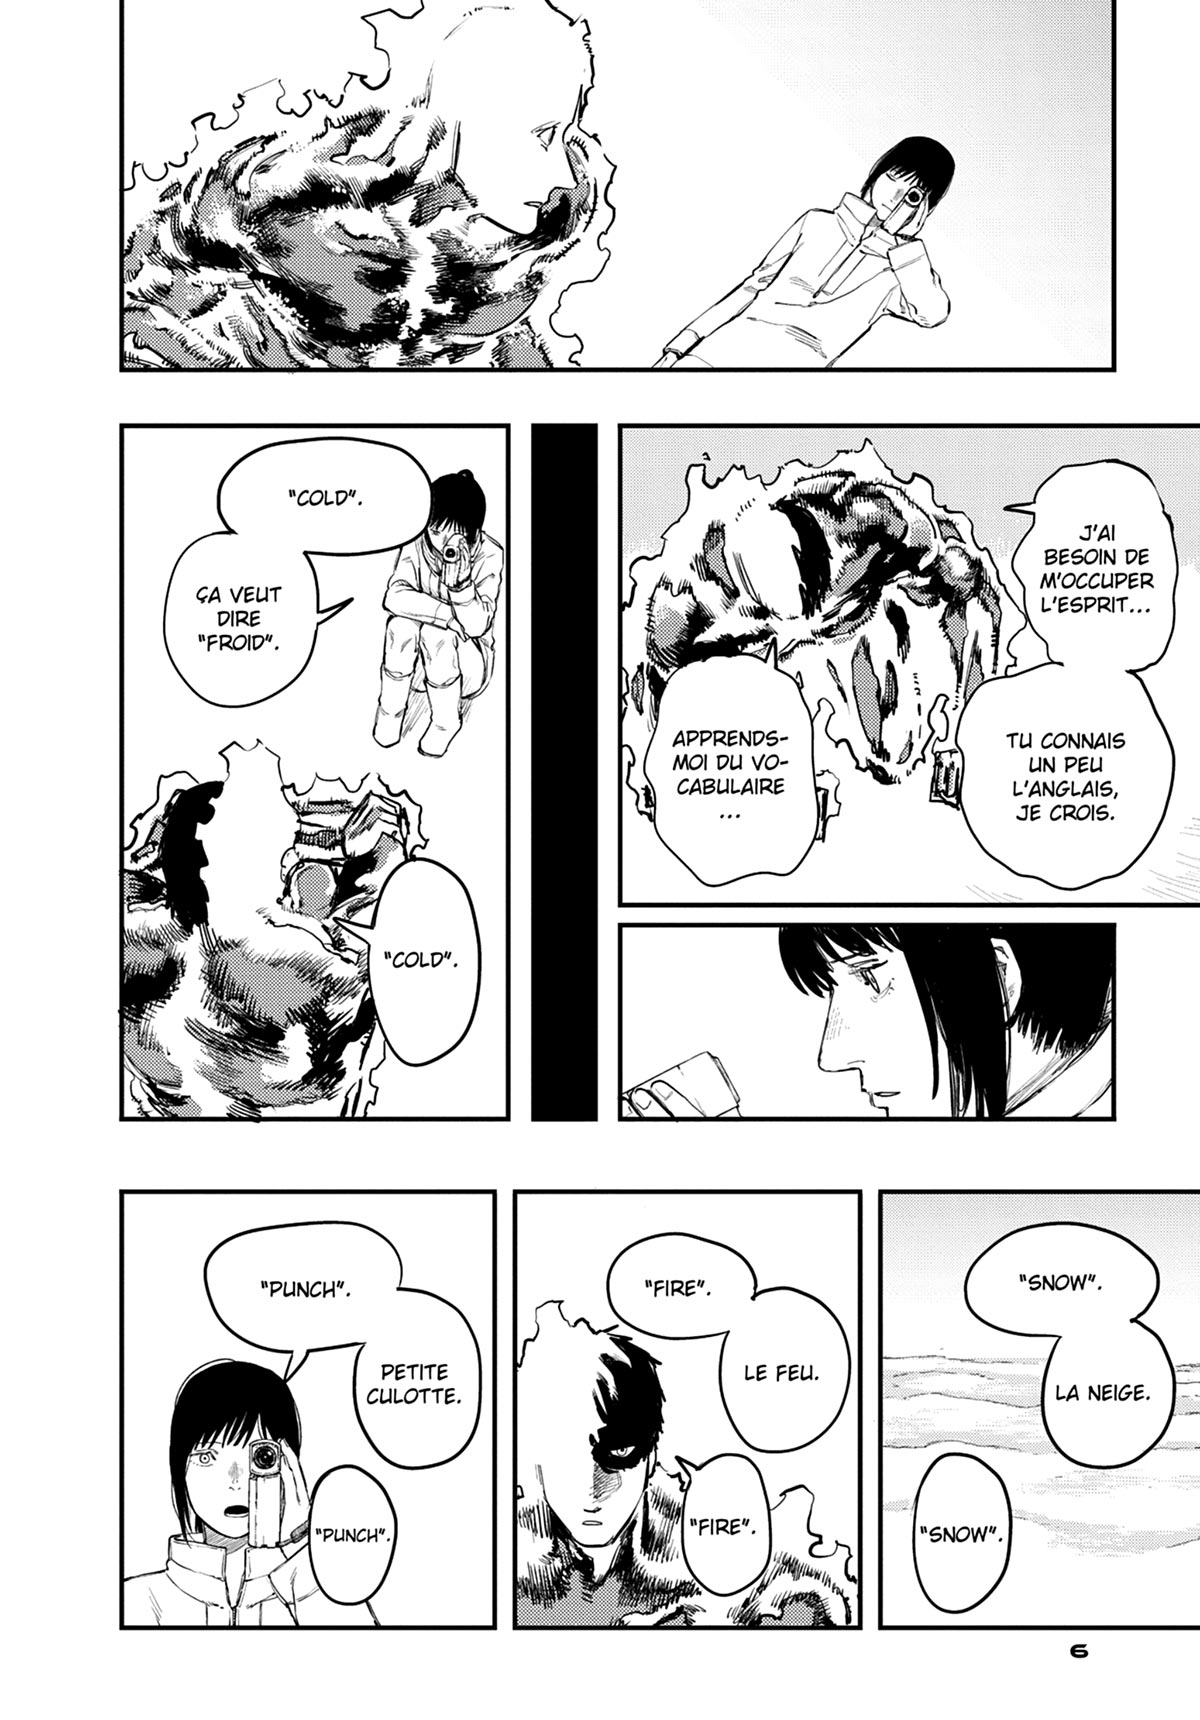 J'AI
BESOIN DE
M'OCCUPER
L'ESPRIT...
TU CONNAIS
UN PEU
L'ANGLAIS,
JE CROIS.
APPRENDS-
MOI DU VO-
CABULAIRE
...
"COLD".
ÇA VEUT
DIRE
"FROID".
"COLD".
"SNOW".
LA NEIGE.
"SNOW".
"FIRE".
LE FEU.
"FIRE".
"PUNCH".
PETITE
CULOTTE.
"PUNCH".
6